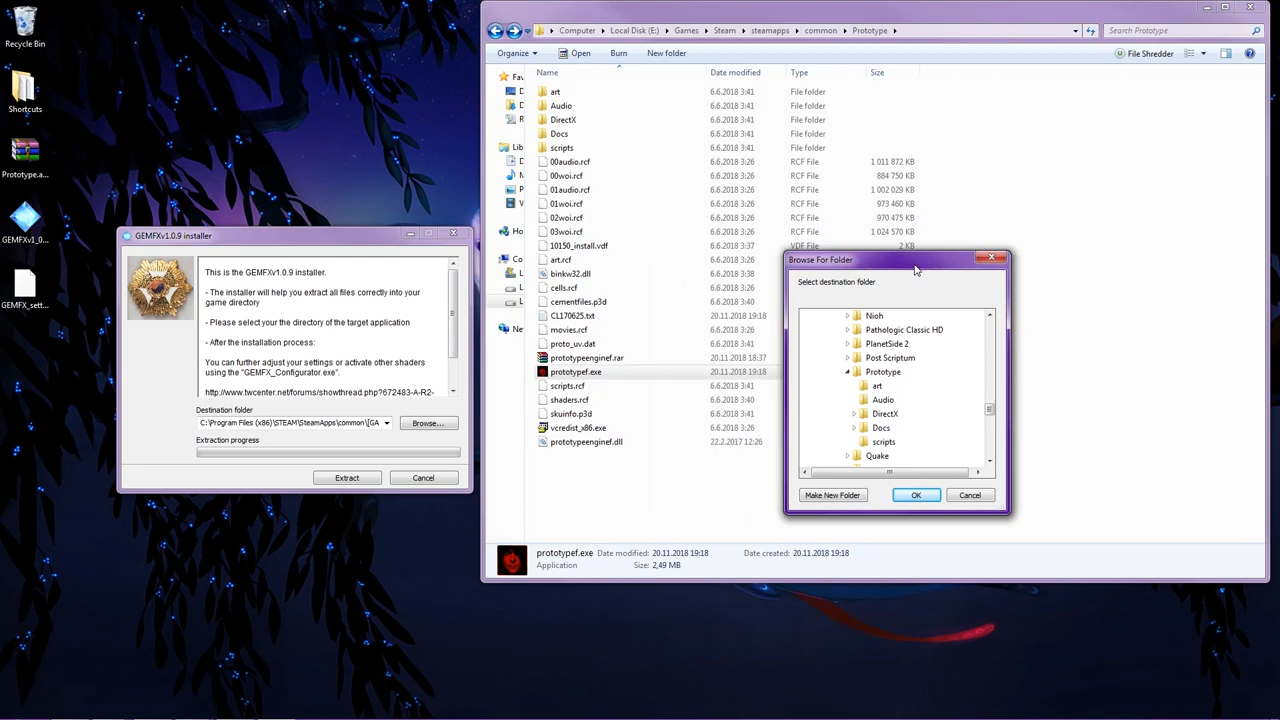 Recycle Bin
Shortcuts
Prototype.a...
GEMFXv1_0...
GEMFX_sett...
GEMFXv1.0.9 installer
This is the GEMFXv1.0.9 installer.
- The installer will help you extract all files correctly into your
game directory
- Please select your directory of the target application
- After the installation process:
You can further adjust your settings or activate other shaders
using the "GEMFX_Configurator.exe".
http://www.twcenter.net/forums/showthread.php?672483-A-R2-
Destination folder
C:\Program Files (x86)\STEAM\SteamApps\common\[GA
Browse...
Extraction progress
Extract Cancel
Computer Local Disk (E:) Games Steam steamapps common Prototype Search Prototype
Organize Open Burn New folder File Shredder
Name Date modified Type Size
Fav
D
D
R
Lib
D
M
P
V
Ho
Co
L
L
L
Net
art 6.6.2018 3:41 File folder
Audio 6.6.2018 3:41 File folder
DirectX 6.6.2018 3:41 File folder
Docs 6.6.2018 3:41 File folder
scripts 6.6.2018 3:41 File folder
00audio.rcf 6.6.2018 3:26 RCF File 1 011 872 KB
00woi.rcf 6.6.2018 3:26 RCF File 884 750 KB
01audio.rcf 6.6.2018 3:26 RCF File 1 002 029 KB
01woi.rcf 6.6.2018 3:26 RCF File 973 460 KB
02woi.rcf 6.6.2018 3:26 RCF File 970 475 KB
03woi.rcf 6.6.2018 3:26 RCF File 1 024 570 KB
10150_install.vdf 6.6.2018 3:37 VDF File 2 KB
art.rcf 6.6.2018 3:26
binkw32.dll 6.6.2018 3:38
cells.rcf 6.6.2018 3:26
cementfiles.p3d 6.6.2018 3:40
CL170625.txt 20.11.2018 19:18
movies.rcf 6.6.2018 3:26
proto_uv.dat 6.6.2018 3:41
prototypeenginef.rar 20.11.2018 18:37
prototypef.exe 20.11.2018 19:18
scripts.rcf 6.6.2018 3:41
shaders.rcf 6.6.2018 3:40
skuinfo.p3d 6.6.2018 3:41
vcredist_x86.exe 6.6.2018 3:26
prototypeenginef.dll 22.2.2017 12:26
Browse For Folder
Select destination folder
Nioh
Pathologic Classic HD
PlanetSide 2
Post Scriptum
Prototype
art
Audio
DirectX
Docs
scripts
Quake
Make New Folder OK Cancel
prototypef.exe Date modified: 20.11.2018 19:18 Date created: 20.11.2018 19:18
Application Size: 2,49 MB